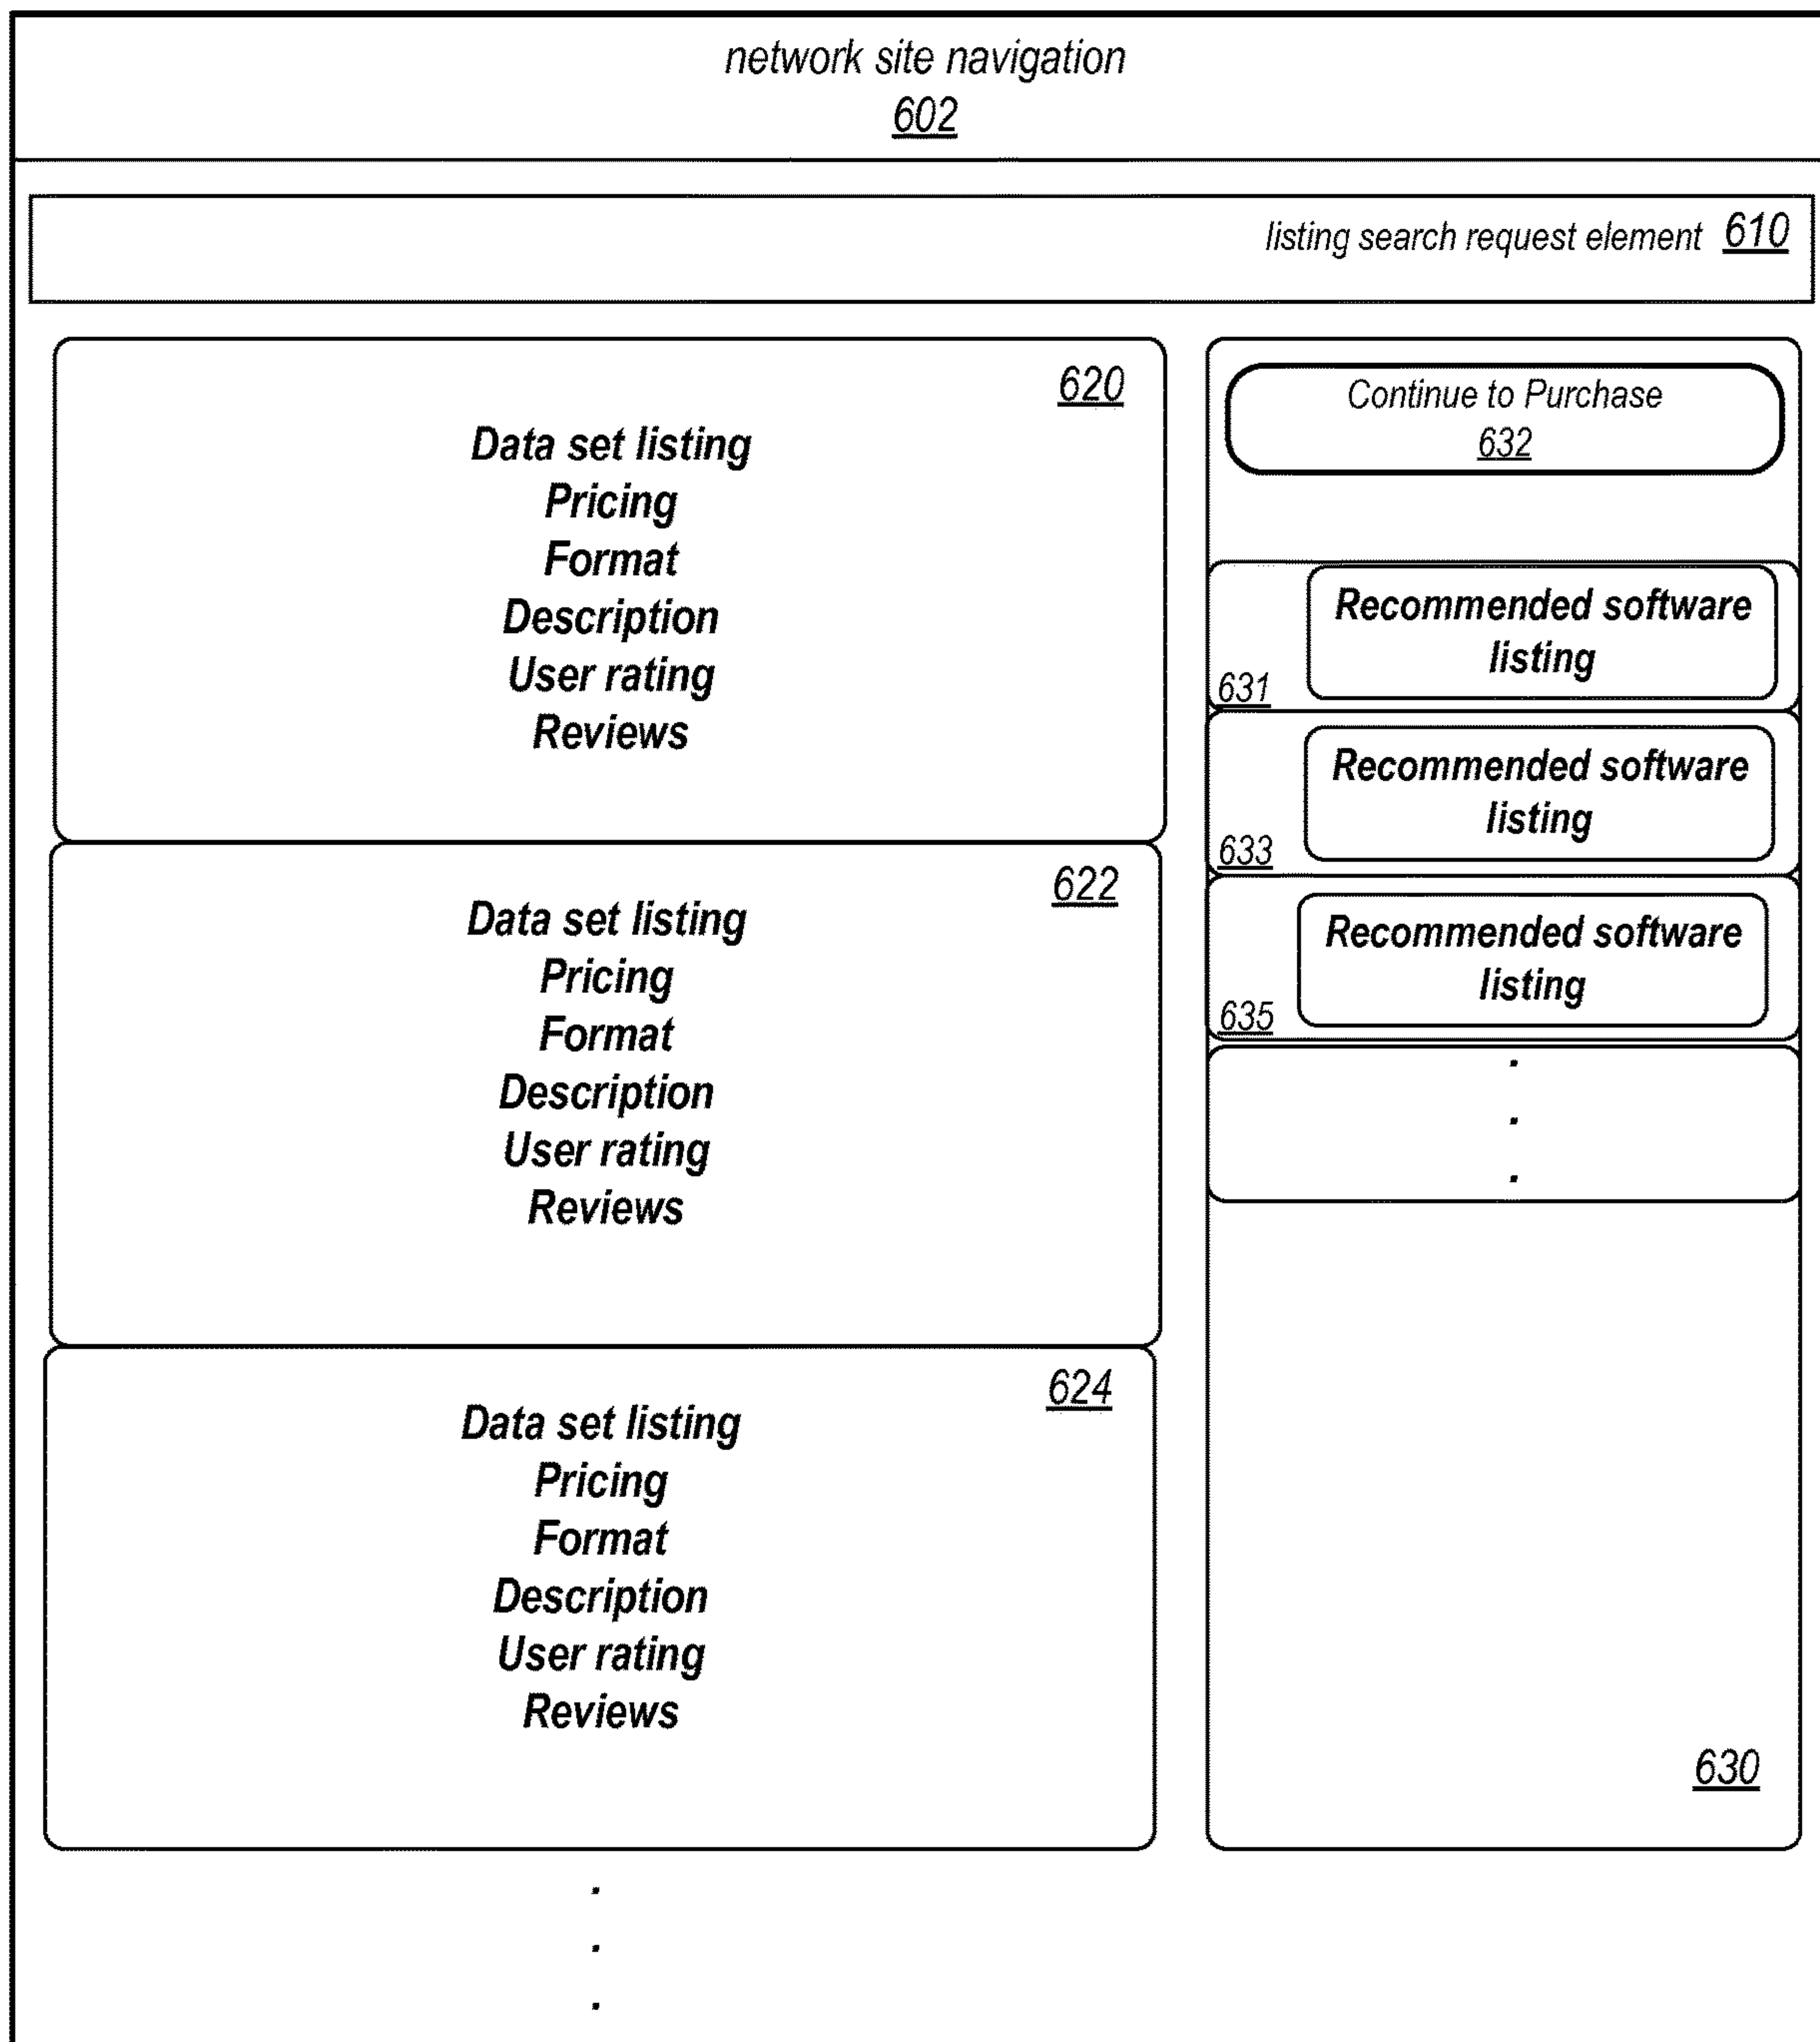 network site navigation
602
listing search request element 610
620
Data set listing
Pricing
Format
Description
User rating
Reviews
622
Data set listing
Pricing
Format
Description
User rating
Reviews
624
Data set listing
Pricing
Format
Description
User rating
Reviews
.
.
.
Continue to Purchase
632
Recommended software
listing
631
Recommended software
listing
633
Recommended software
listing
635
.
.
.
630